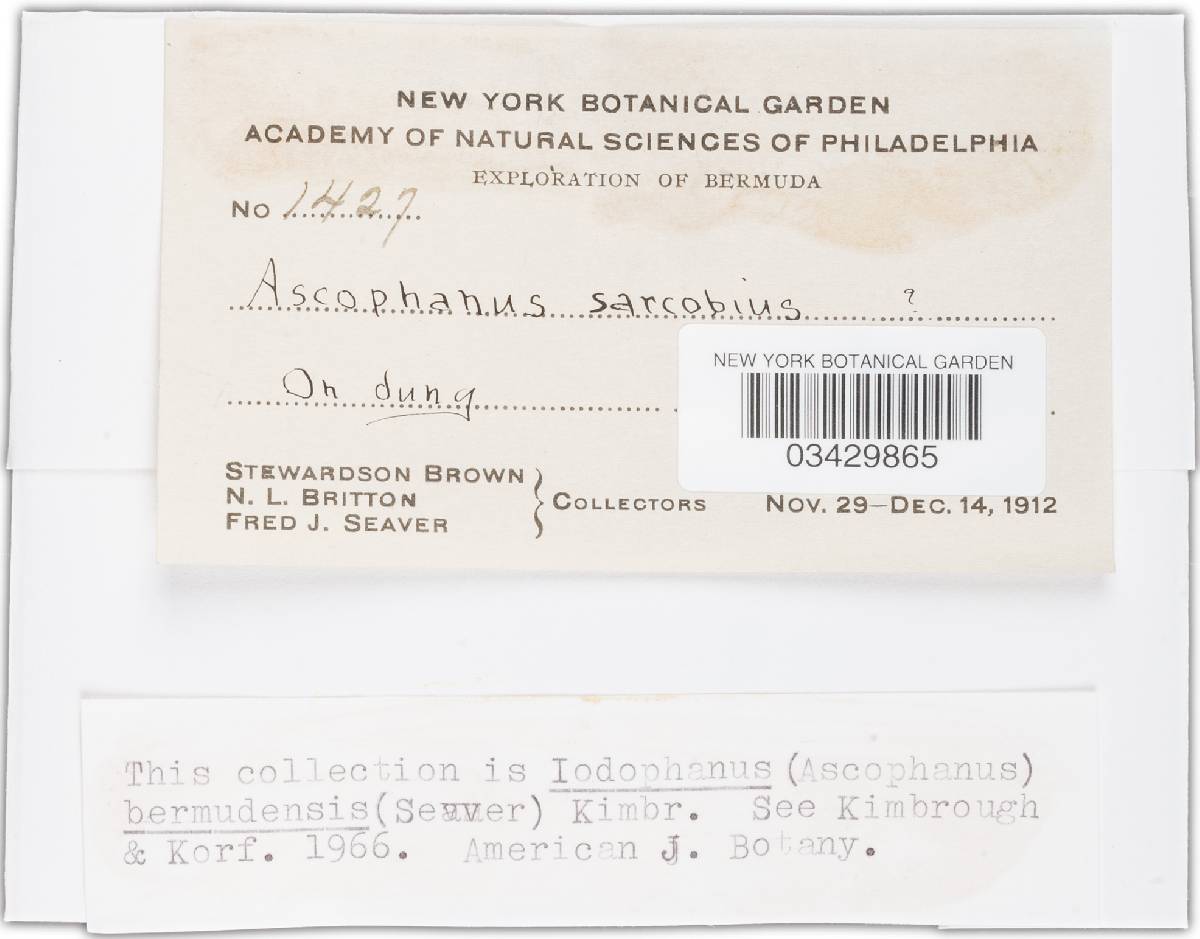 NEW YORK BOTANICAL GARDEN
ACADEMY OF NATURAL SCIENCES OF PHILADELPHIA
EXPLORATION OF BERMUDA
No 1427
Ascophanus sarcobius ?
On dung
NEW YORK BOTANICAL GARDEN
03429865
STEWARDSON BROWN
N. L. BRITTON
FRED J. SEAVER
COLLECTORS NOV. 29–DEC. 14, 1912
This collection is Iodophanus (Ascophanus)
bermudensis (Seaver) Kimbr. See Kimbrough
& Korf. 1966. American J. Botany.